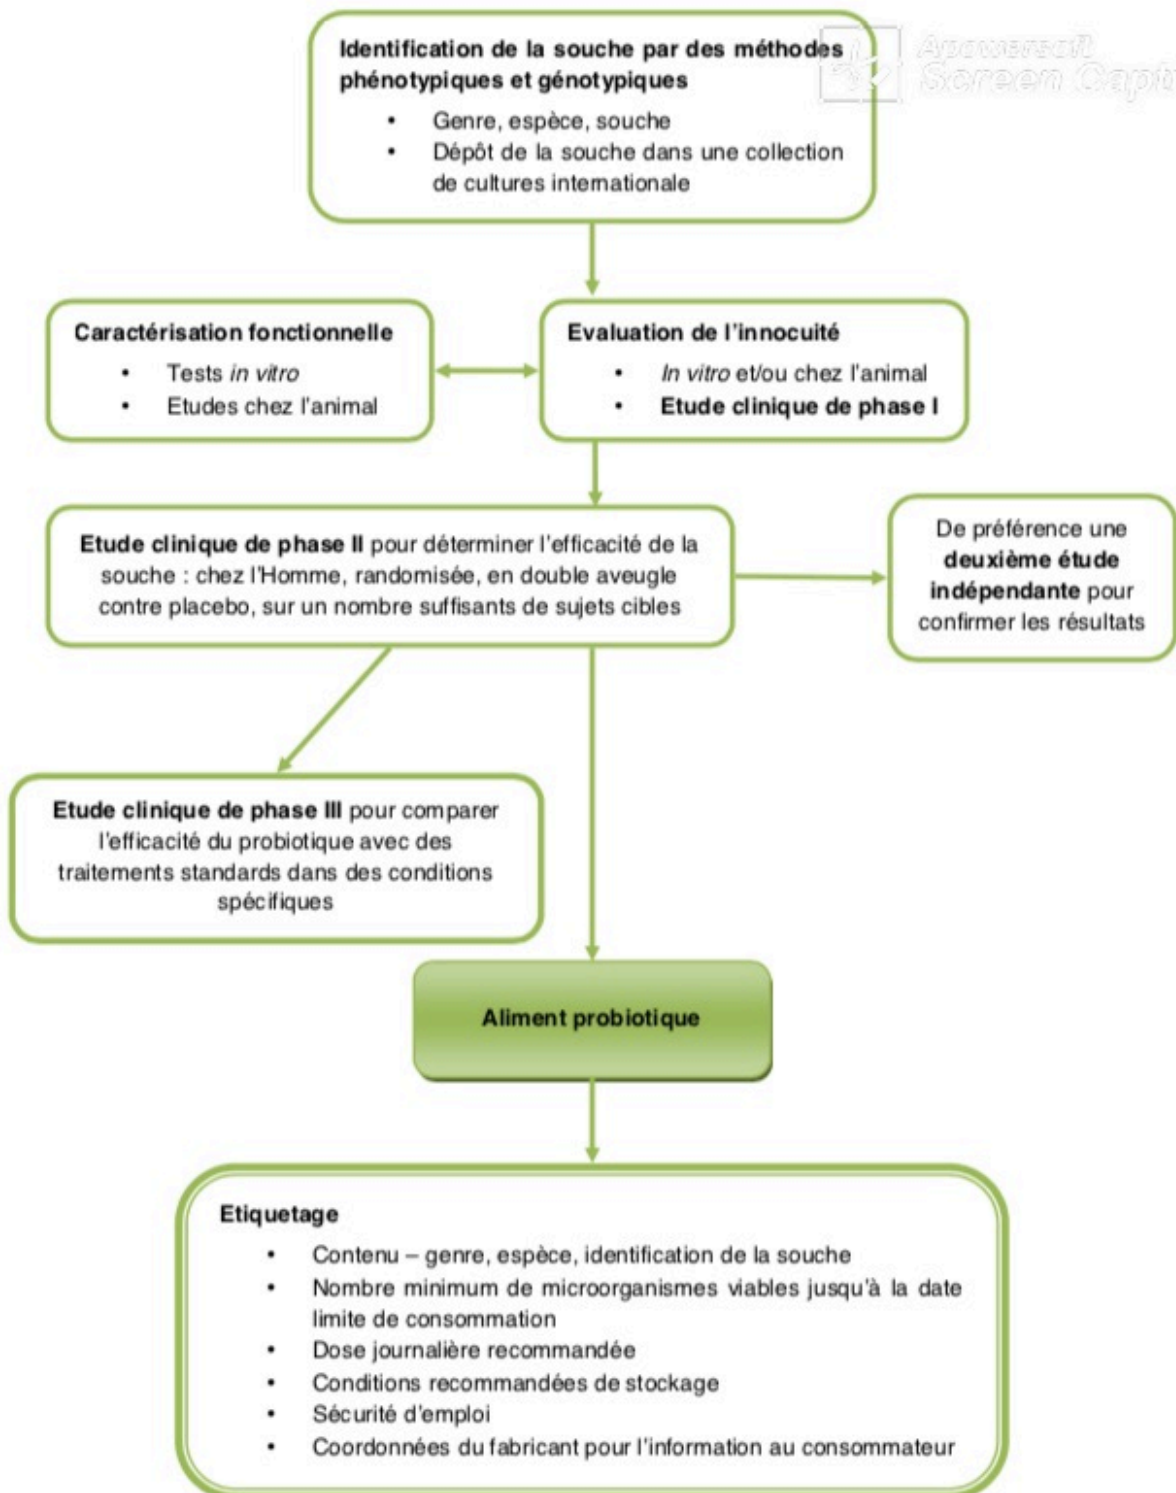 Identification de la souche par des méthodes
phénotypiques et génotypiques
• Genre, espèce, souche
• Dépôt de la souche dans une collection
de cultures internationale
Apowersoft
Screen Captu
Caractérisation fonctionnelle
• Tests in vitro
• Etudes chez l'animal
Evaluation de l'innocuité
• In vitro et/ou chez l'animal
• Etude clinique de phase I
Etude clinique de phase II pour déterminer l'efficacité de la
souche : chez l'Homme, randomisée, en double aveugle
contre placebo, sur un nombre suffisants de sujets cibles
De préférence une
deuxième étude
indépendante pour
confirmer les résultats
Etude clinique de phase III pour comparer
l'efficacité du probiotique avec des
traitements standards dans des conditions
spécifiques
Aliment probiotique
Etiquetage
• Contenu – genre, espèce, identification de la souche
• Nombre minimum de microorganismes viables jusqu'à la date
limite de consommation
• Dose journalière recommandée
• Conditions recommandées de stockage
• Sécurité d'emploi
• Coordonnées du fabricant pour l'information au consommateur